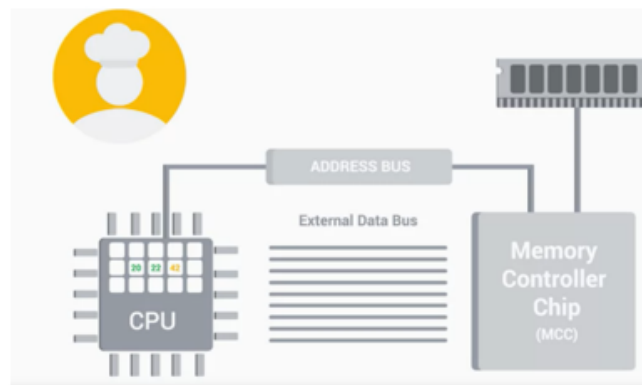 ADDRESS BUS
External Data Bus
20 22 42
CPU
Memory
Controller
Chip
(MCC)